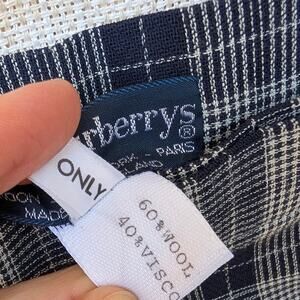 rberrys®
PARIS
MADE
ONLY
60%WOOL
40%VISCO